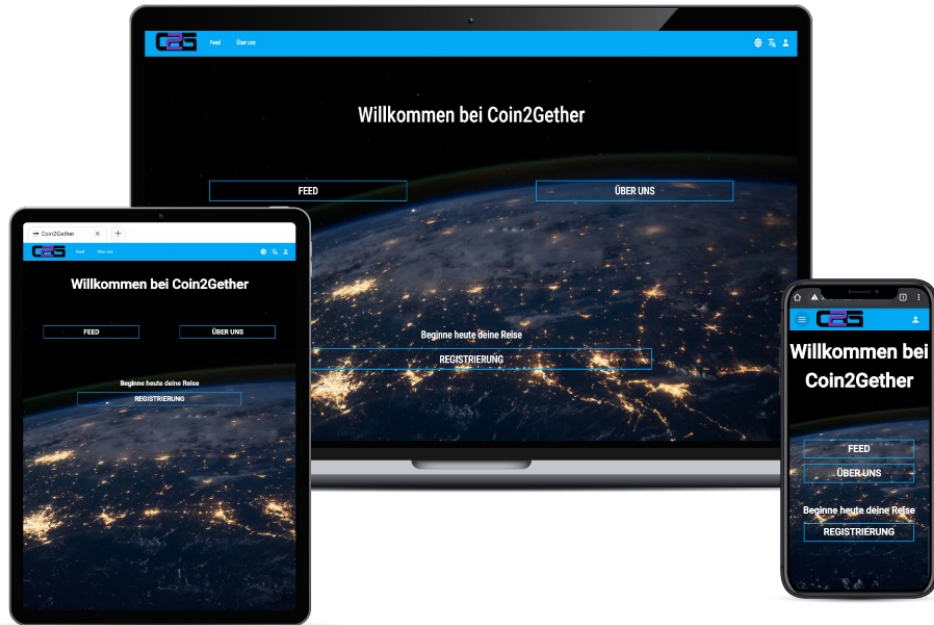 C2G
Feed
Über uns
Willkommen bei Coin2Gether
FEED
ÜBER UNS
Beginne heute deine Reise
REGISTRIERUNG
Coin2Gether
C2G
Feed
Über uns
Willkommen bei Coin2Gether
FEED
ÜBER UNS
Beginne heute deine Reise
REGISTRIERUNG
C2G
Willkommen bei
Coin2Gether
FEED
ÜBER UNS
Beginne heute deine Reise
REGISTRIERUNG